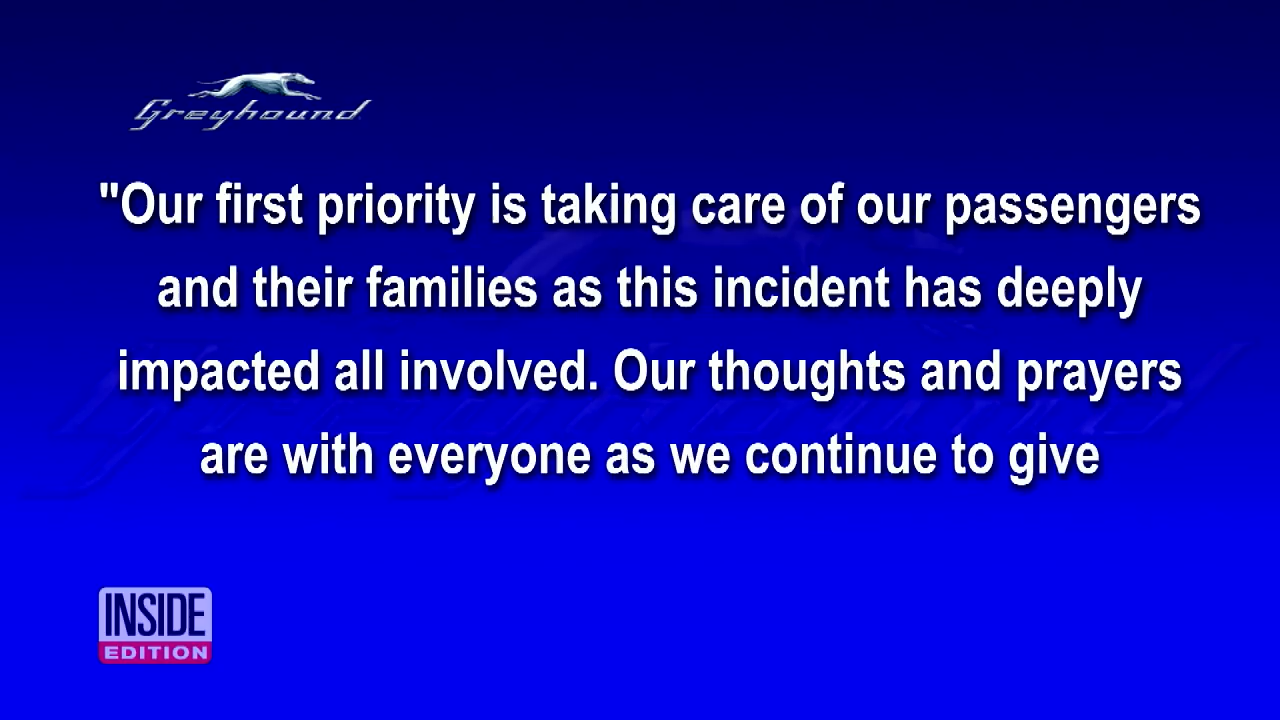 Greyhound
"Our first priority is taking care of our passengers
and their families as this incident has deeply
impacted all involved. Our thoughts and prayers
are with everyone as we continue to give
INSIDE
EDITION